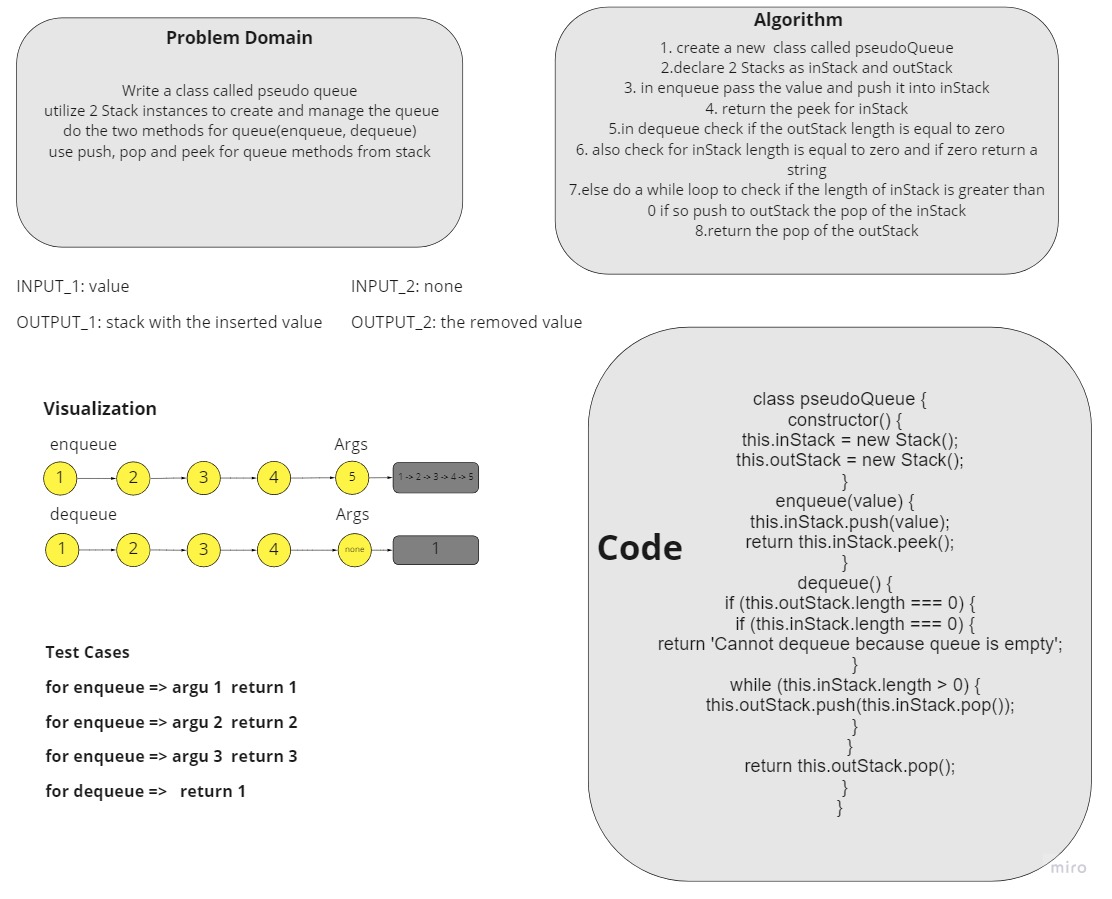 Problem Domain
Write a class called pseudo queue
utilize 2 Stack instances to create and manage the queue
do the two methods for queue(enqueue, dequeue)
use push, pop and peek for queue methods from stack
Algorithm
1. create a new  class called pseudoQueue
2.declare 2 Stacks as inStack and outStack
3. in enqueue pass the value and push it into inStack
4. return the peek for inStack
5.in dequeue check if the outStack length is equal to zero
6. also check for inStack length is equal to zero and if zero return a
string
7.else do a while loop to check if the length of inStack is greater than
0 if so push to outStack the pop of the inStack
8.return the pop of the outStack
INPUT_1: value
INPUT_2: none
OUTPUT_1: stack with the inserted value
OUTPUT_2: the removed value
Visualization
enqueue Args
1 2 3 4 5 1 -> 2 -> 3 -> 4 -> 5
dequeue Args
1 2 3 4 none 1
Test Cases
for enqueue => argu 1  return 1
for enqueue => argu 2  return 2
for enqueue => argu 3  return 3
for dequeue =>   return 1
Code
class pseudoQueue {
constructor() {
this.inStack = new Stack();
this.outStack = new Stack();
}
enqueue(value) {
this.inStack.push(value);
return this.inStack.peek();
}
dequeue() {
if (this.outStack.length === 0) {
if (this.inStack.length === 0) {
return 'Cannot dequeue because queue is empty';
}
while (this.inStack.length > 0) {
this.outStack.push(this.inStack.pop());
}
}
return this.outStack.pop();
}
}
miro